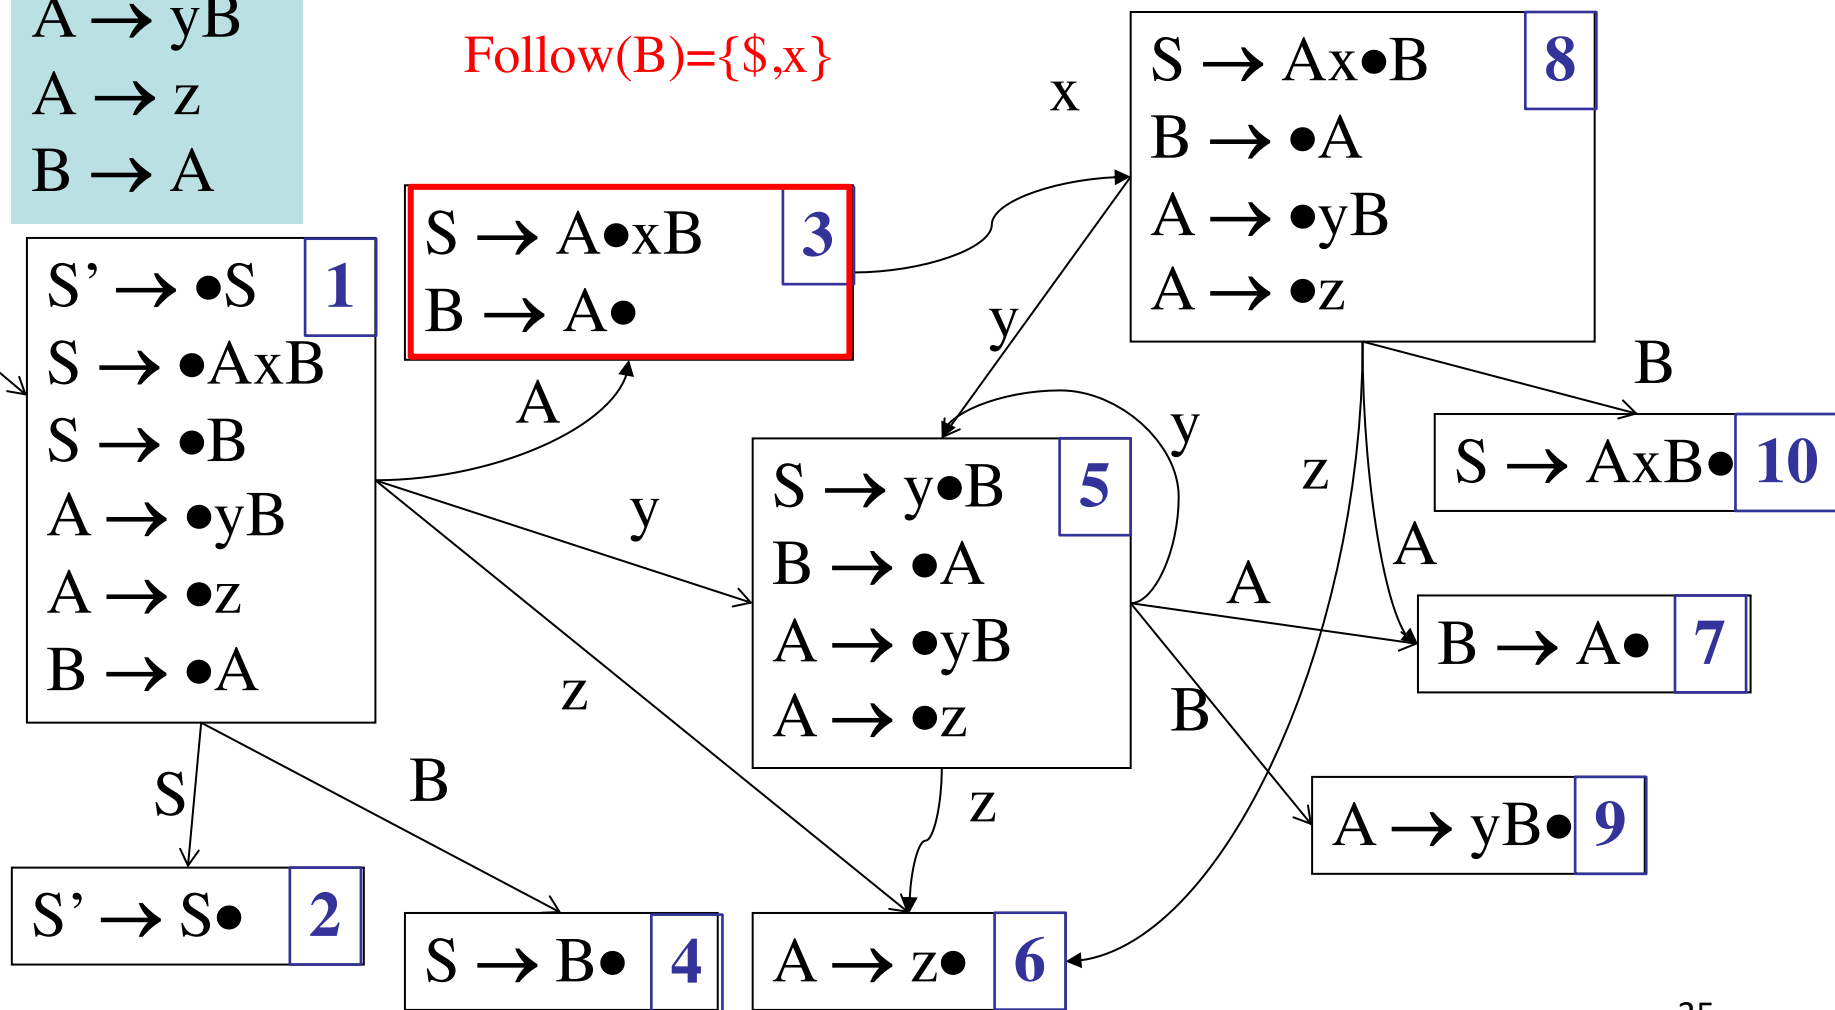 A → yB
A → z
B → A
Follow(B)={$,x}
S’ → •S
S → •AxB
S → •B
A → •yB
A → •z
B → •A
1
S → A•xB
B → A•
3
S → Ax•B
B → •A
A → •yB
A → •z
8
x
y
A
B
S → AxB•
10
z
A
y
S → y•B
B → •A
A → •yB
A → •z
5
y
A
B → A•
7
z
B
A → yB•
9
S
B
z
S’ → S•
2
S → B•
4
A → z•
6